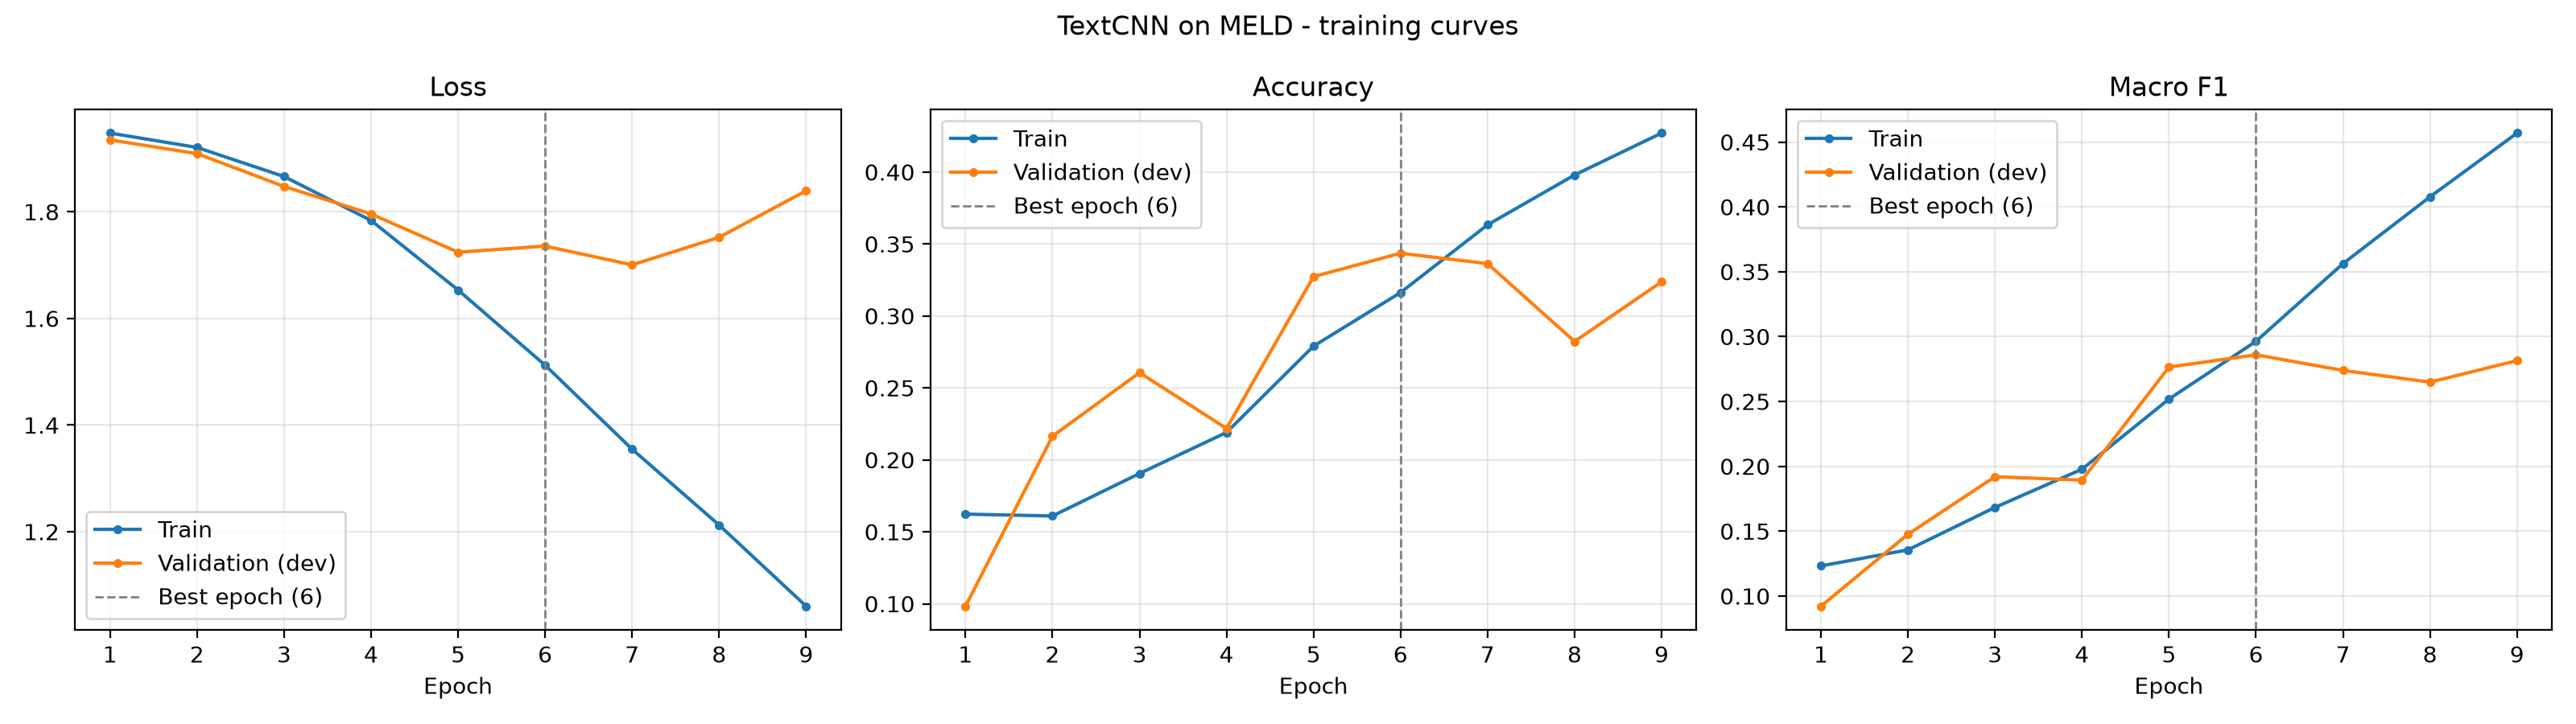 TextCNN on MELD - training curves
Loss
Train
Validation (dev)
Best epoch (6)
1.8
1.6
1.4
1.2
1 2 3 4 5 6 7 8 9
Epoch
Accuracy
Train
Validation (dev)
Best epoch (6)
0.40
0.35
0.30
0.25
0.20
0.15
0.10
1 2 3 4 5 6 7 8 9
Epoch
Macro F1
Train
Validation (dev)
Best epoch (6)
0.45
0.40
0.35
0.30
0.25
0.20
0.15
0.10
1 2 3 4 5 6 7 8 9
Epoch